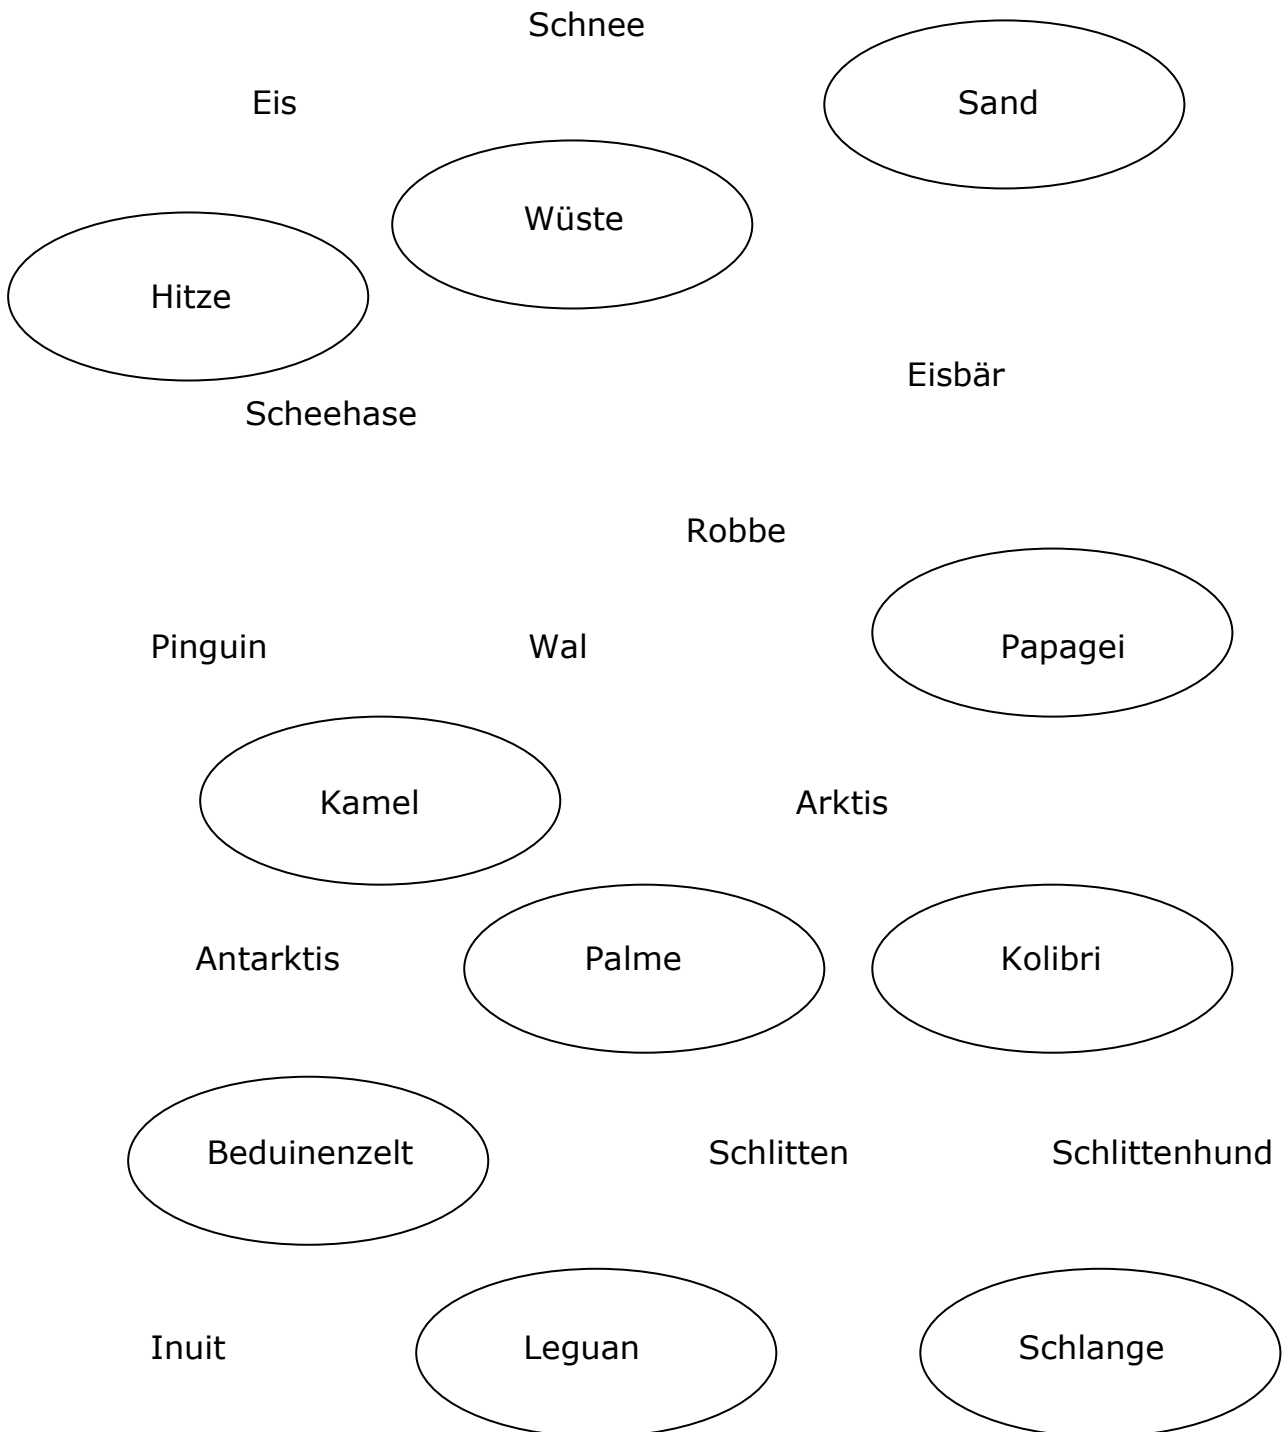 Schnee
Eis
Sand
Wüste
Hitze
Eisbär
Scheehase
Robbe
Pinguin Wal Papagei
Kamel Arktis
Antarktis Palme Kolibri
Beduinenzelt Schlitten Schlittenhund
Inuit Leguan Schlange